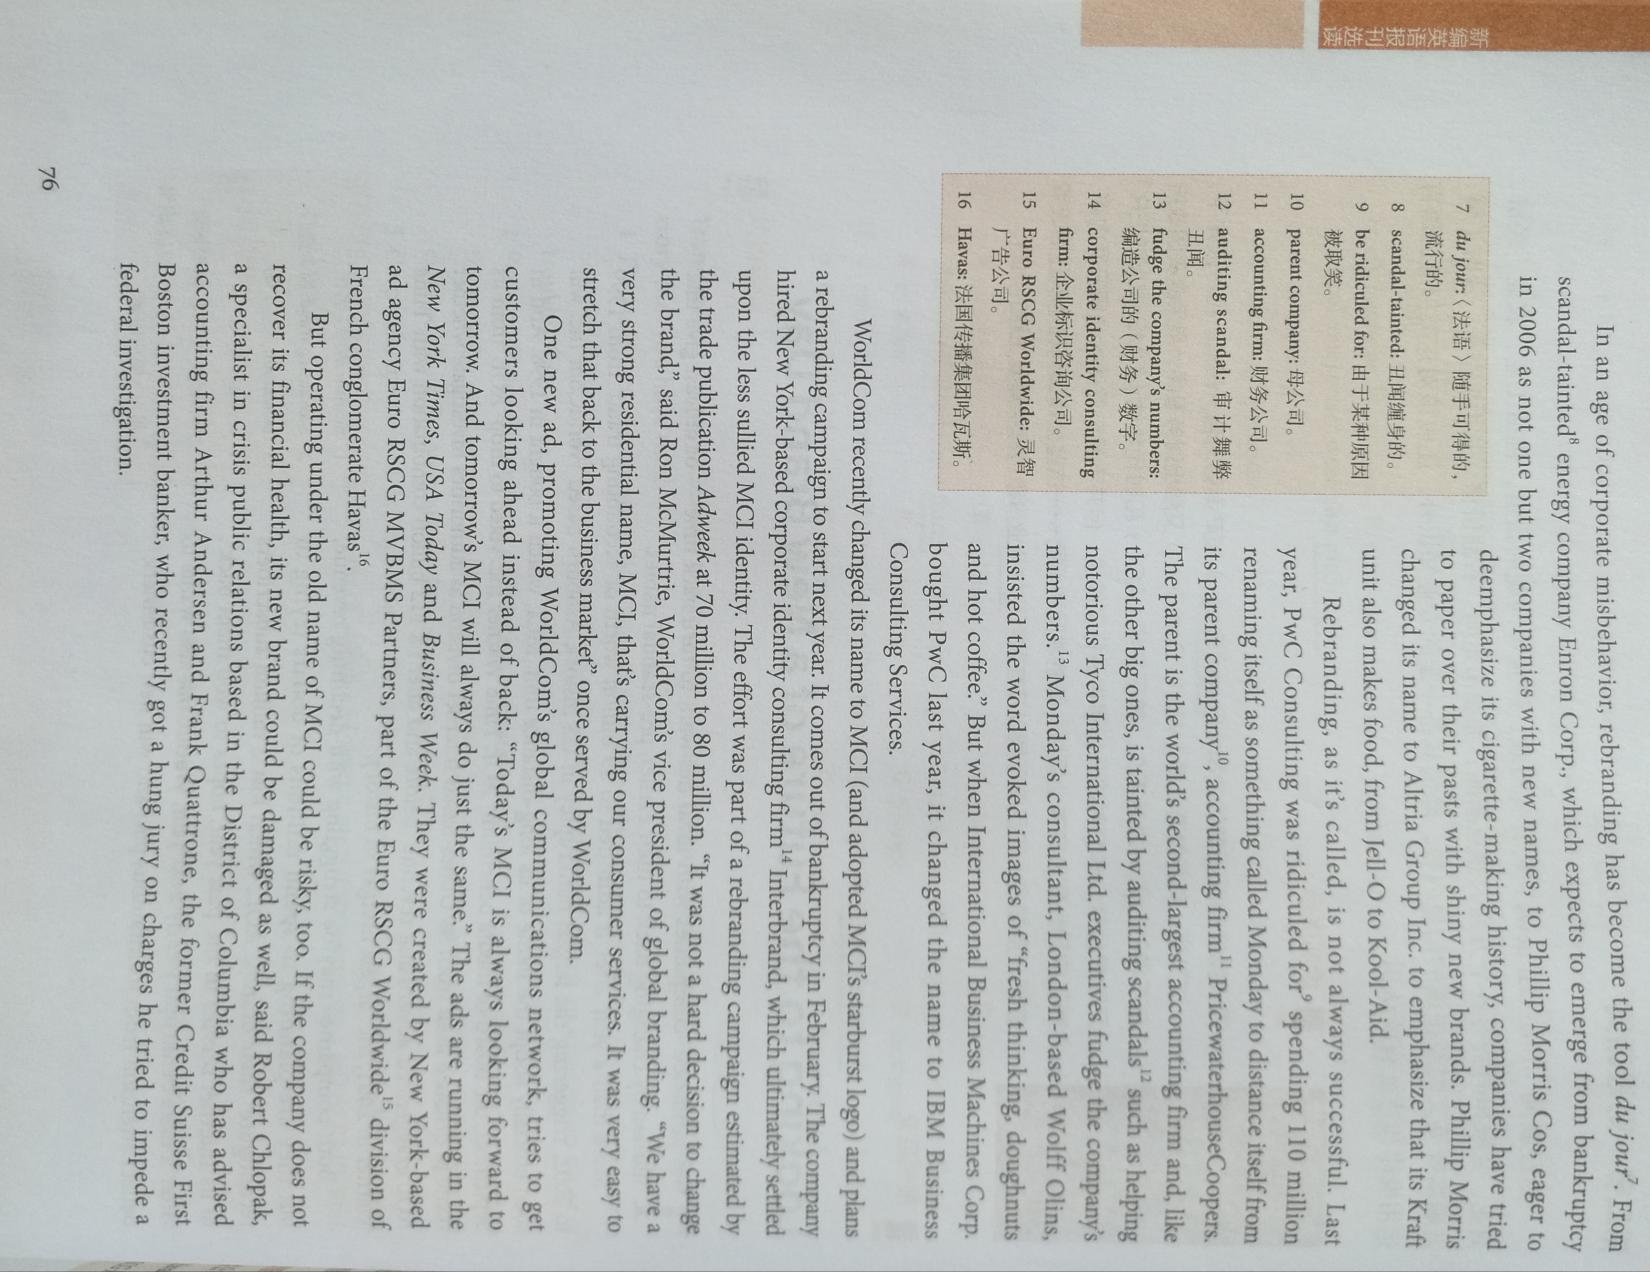 新编英语报刊选读
In an age of corporate misbehavior, rebranding has become the tool du jour⁷. From
scandal-tainted⁸ energy company Enron Corp., which expects to emerge from bankruptcy
in 2006 as not one but two companies with new names, to Phillip Morris Cos, eager to
deemphasize its cigarette-making history, companies have tried
to paper over their pasts with shiny new brands. Phillip Morris
changed its name to Altria Group Inc. to emphasize that its Kraft
unit also makes food, from Jell-O to Kool-Aid.
Rebranding, as it's called, is not always successful. Last
year, PwC Consulting was ridiculed for⁹ spending 110 million
renaming itself as something called Monday to distance itself from
its parent company¹⁰, accounting firm¹¹ PricewaterhouseCoopers.
The parent is the world's second-largest accounting firm and, like
the other big ones, is tainted by auditing scandals¹² such as helping
notorious Tyco International Ltd. executives fudge the company's
numbers.¹³ Monday's consultant, London-based Wolff Olins,
insisted the word evoked images of “fresh thinking, doughnuts
and hot coffee.” But when International Business Machines Corp.
bought PwC last year, it changed the name to IBM Business
Consulting Services.
7 du jour:〈法语〉随手可得的,
流行的。
8 scandal-tainted: 丑闻缠身的。
9 be ridiculed for: 由于某种原因
被取笑。
10 parent company: 母公司。
11 accounting firm: 财务公司。
12 auditing scandal: 审计舞弊
丑闻。
13 fudge the company's numbers:
编造公司的（财务）数字。
14 corporate identity consulting
firm: 企业标识咨询公司。
15 Euro RSCG Worldwide: 灵智
广告公司。
16 Havas: 法国传播集团哈瓦斯。
WorldCom recently changed its name to MCI (and adopted MCI's starburst logo) and plans
a rebranding campaign to start next year. It comes out of bankruptcy in February. The company
hired New York-based corporate identity consulting firm¹⁴ Interbrand, which ultimately settled
upon the less sullied MCI identity. The effort was part of a rebranding campaign estimated by
the trade publication Adweek at 70 million to 80 million. “It was not a hard decision to change
the brand,” said Ron McMurtrie, WorldCom's vice president of global branding. “We have a
very strong residential name, MCI, that's carrying our consumer services. It was very easy to
stretch that back to the business market” once served by WorldCom.
One new ad, promoting WorldCom's global communications network, tries to get
customers looking ahead instead of back: “Today's MCI is always looking forward to
tomorrow. And tomorrow's MCI will always do just the same.” The ads are running in the
New York Times, USA Today and Business Week. They were created by New York-based
ad agency Euro RSCG MVBMS Partners, part of the Euro RSCG Worldwide¹⁵ division of
French conglomerate Havas¹⁶.
But operating under the old name of MCI could be risky, too. If the company does not
recover its financial health, its new brand could be damaged as well, said Robert Chlopak,
a specialist in crisis public relations based in the District of Columbia who has advised
accounting firm Arthur Andersen and Frank Quattrone, the former Credit Suisse First
Boston investment banker, who recently got a hung jury on charges he tried to impede a
federal investigation.
76